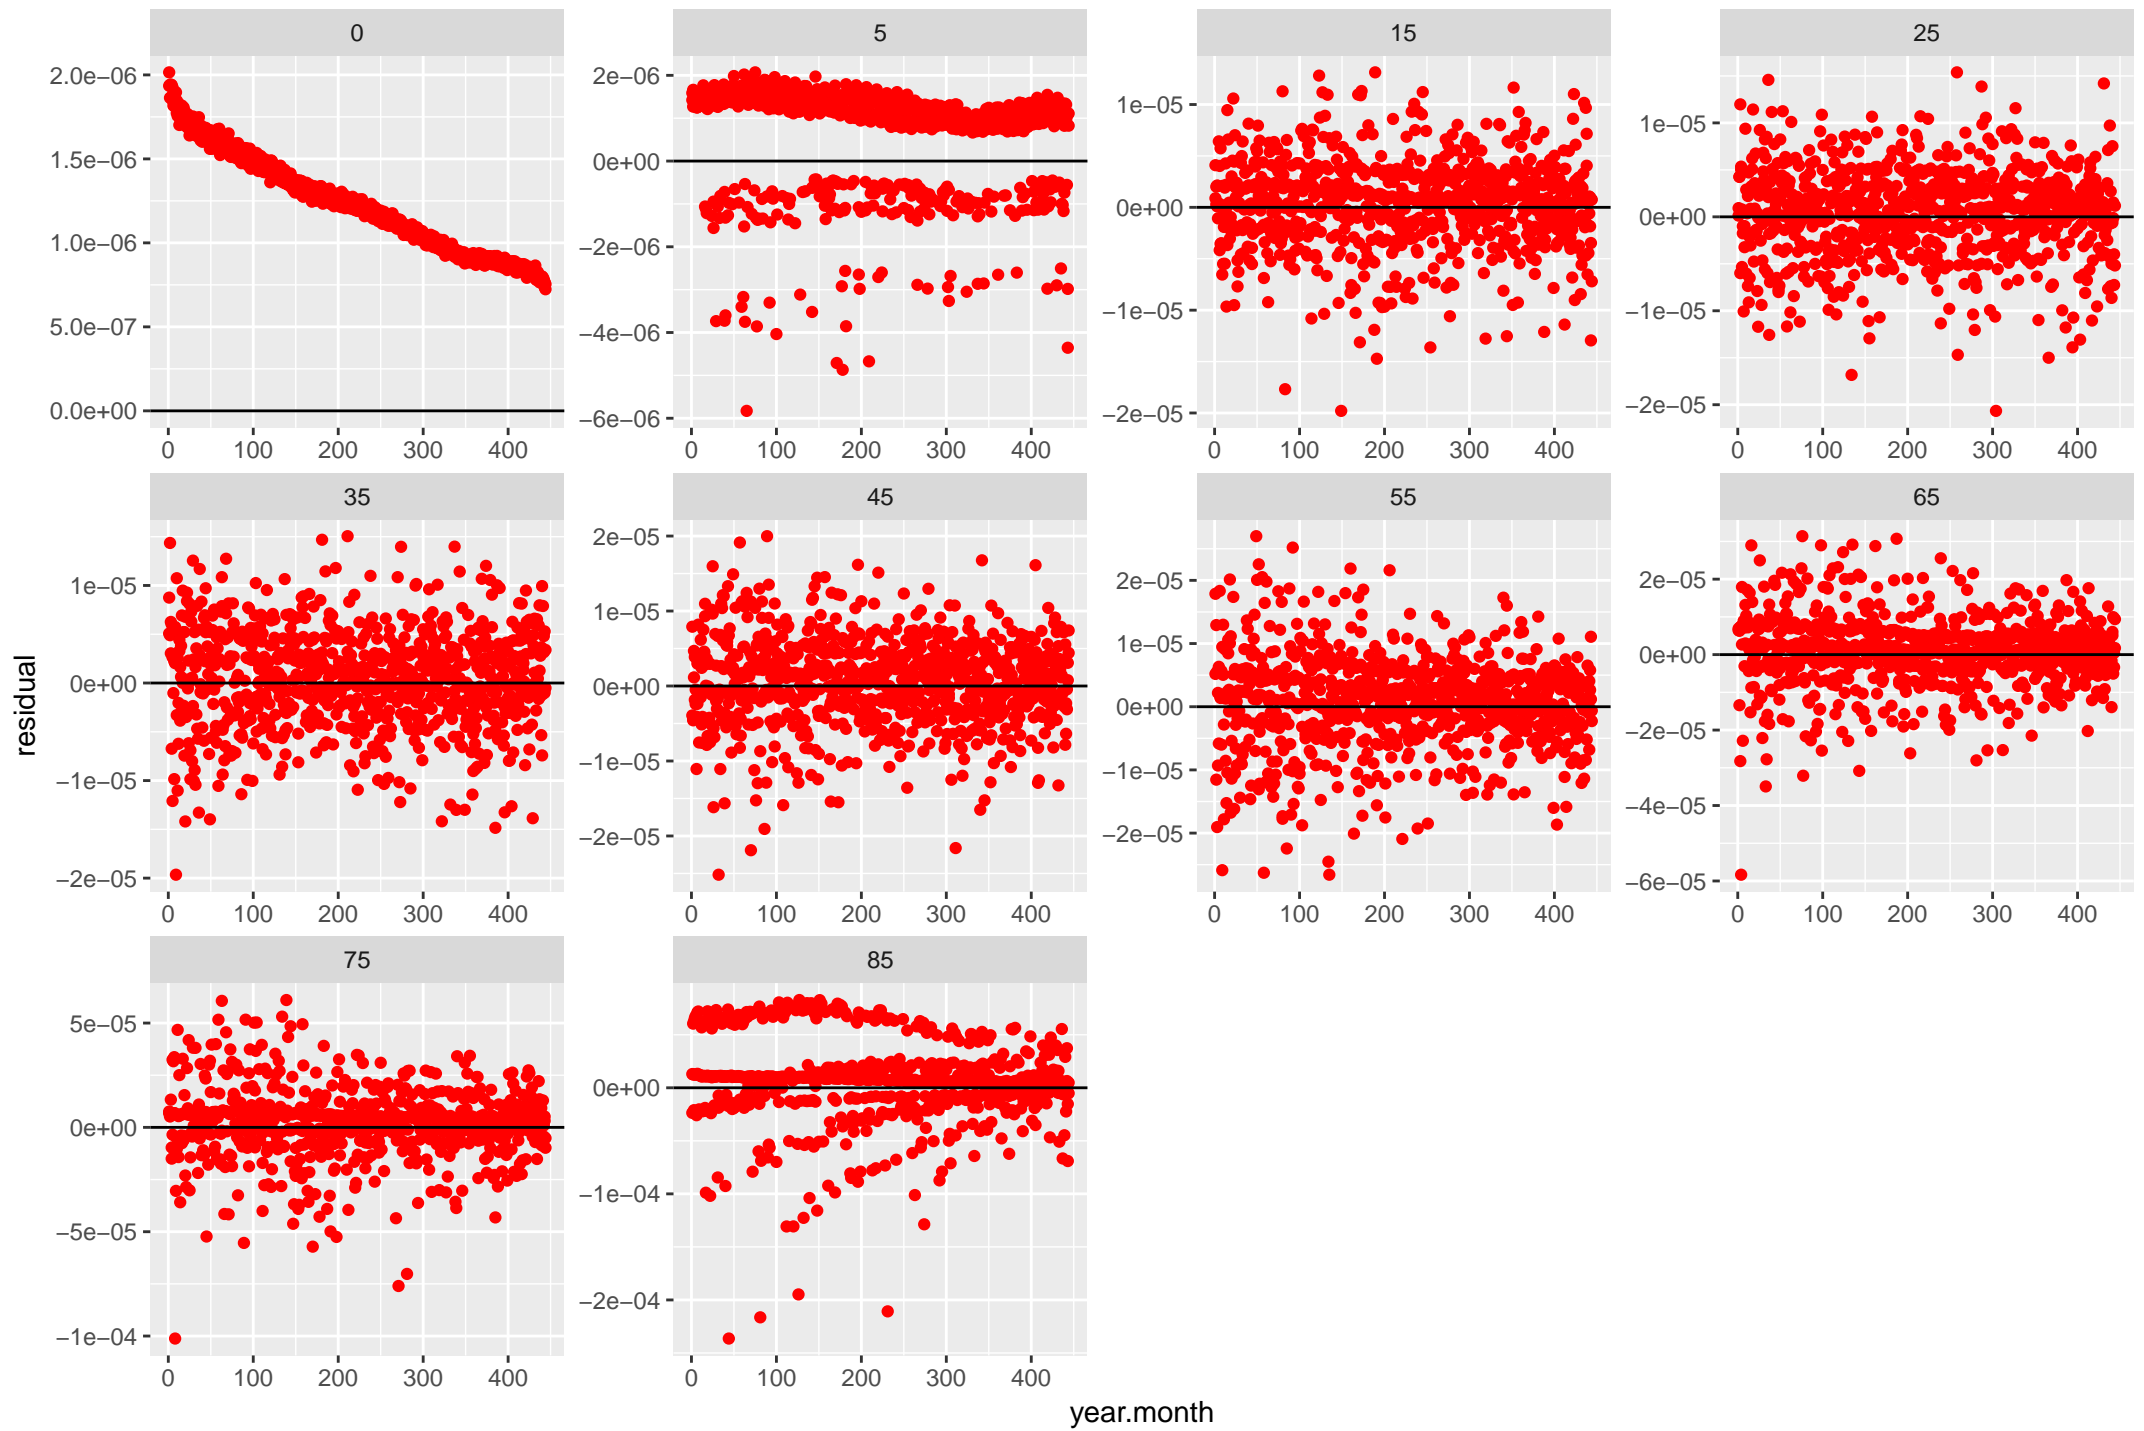 0 5 15 25
2.0e−06
1.5e−06
1.0e−06
5.0e−07
0.0e+00
2e−06
0e+00
−2e−06
−4e−06
−6e−06
1e−05
0e+00
−1e−05
−2e−05
1e−05
0e+00
−1e−05
−2e−05
0 100 200 300 400 0 100 200 300 400 0 100 200 300 400 0 100 200 300 400
35 45 55 65
1e−05
0e+00
−1e−05
−2e−05
2e−05
1e−05
0e+00
−1e−05
−2e−05
2e−05
1e−05
0e+00
−1e−05
−2e−05
2e−05
0e+00
−2e−05
−4e−05
−6e−05
0 100 200 300 400 0 100 200 300 400 0 100 200 300 400 0 100 200 300 400
75 85
5e−05
0e+00
−5e−05
−1e−04
0e+00
−1e−04
−2e−04
0 100 200 300 400 0 100 200 300 400
year.month
residual